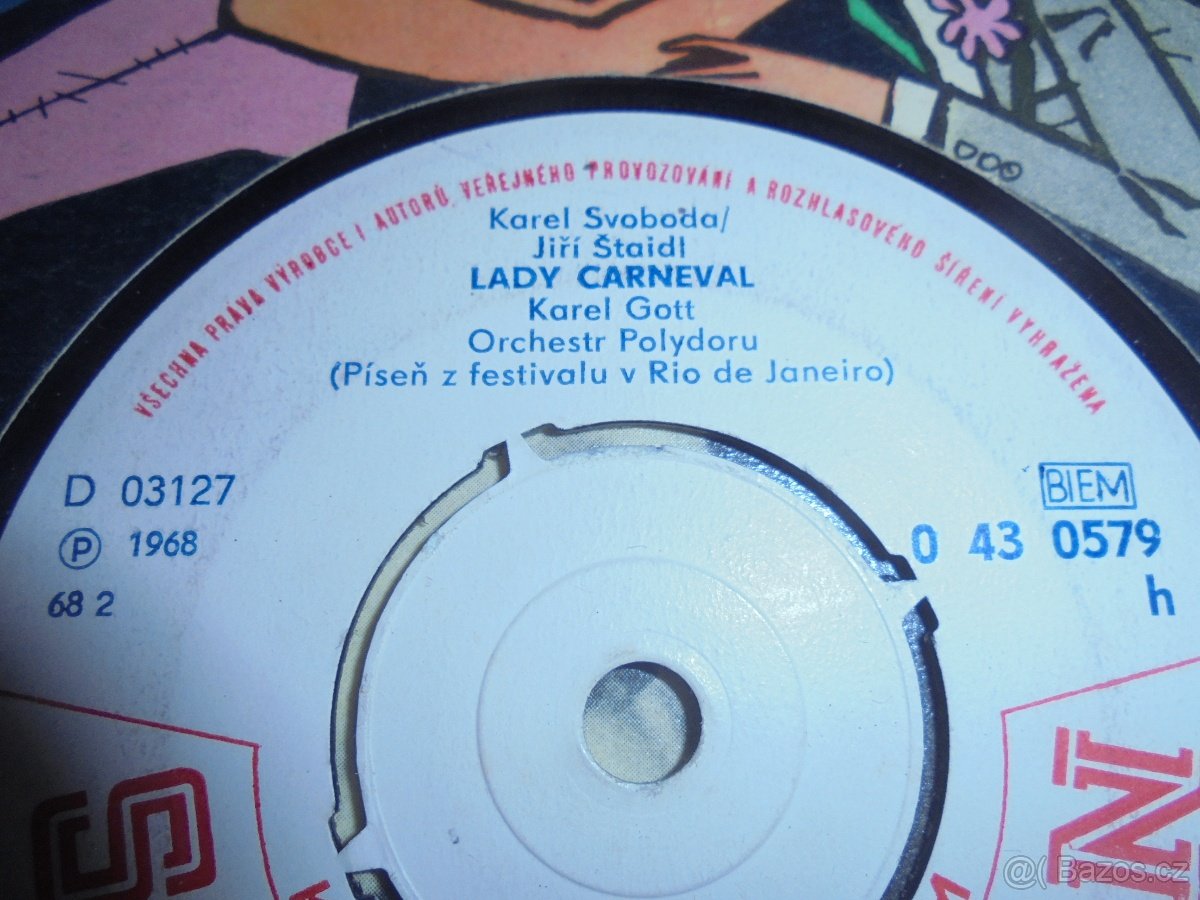 VŠECHNA PRÁVA VÝROBCE I AUTORŮ, VEŘEJNÉHO PROVOZOVÁNÍ A ROZHLASOVÉHO ŠÍŘENÍ VYHRAŽENA
Karel Svoboda/
Jiří Štaidl
LADY CARNEVAL
Karel Gott
Orchestr Polydoru
(Píseň z festivalu v Rio de Janeiro)
D 03127
Ⓟ 1968
68 2
BIEM
0 43 0579
h
S
N
Bazos.cz